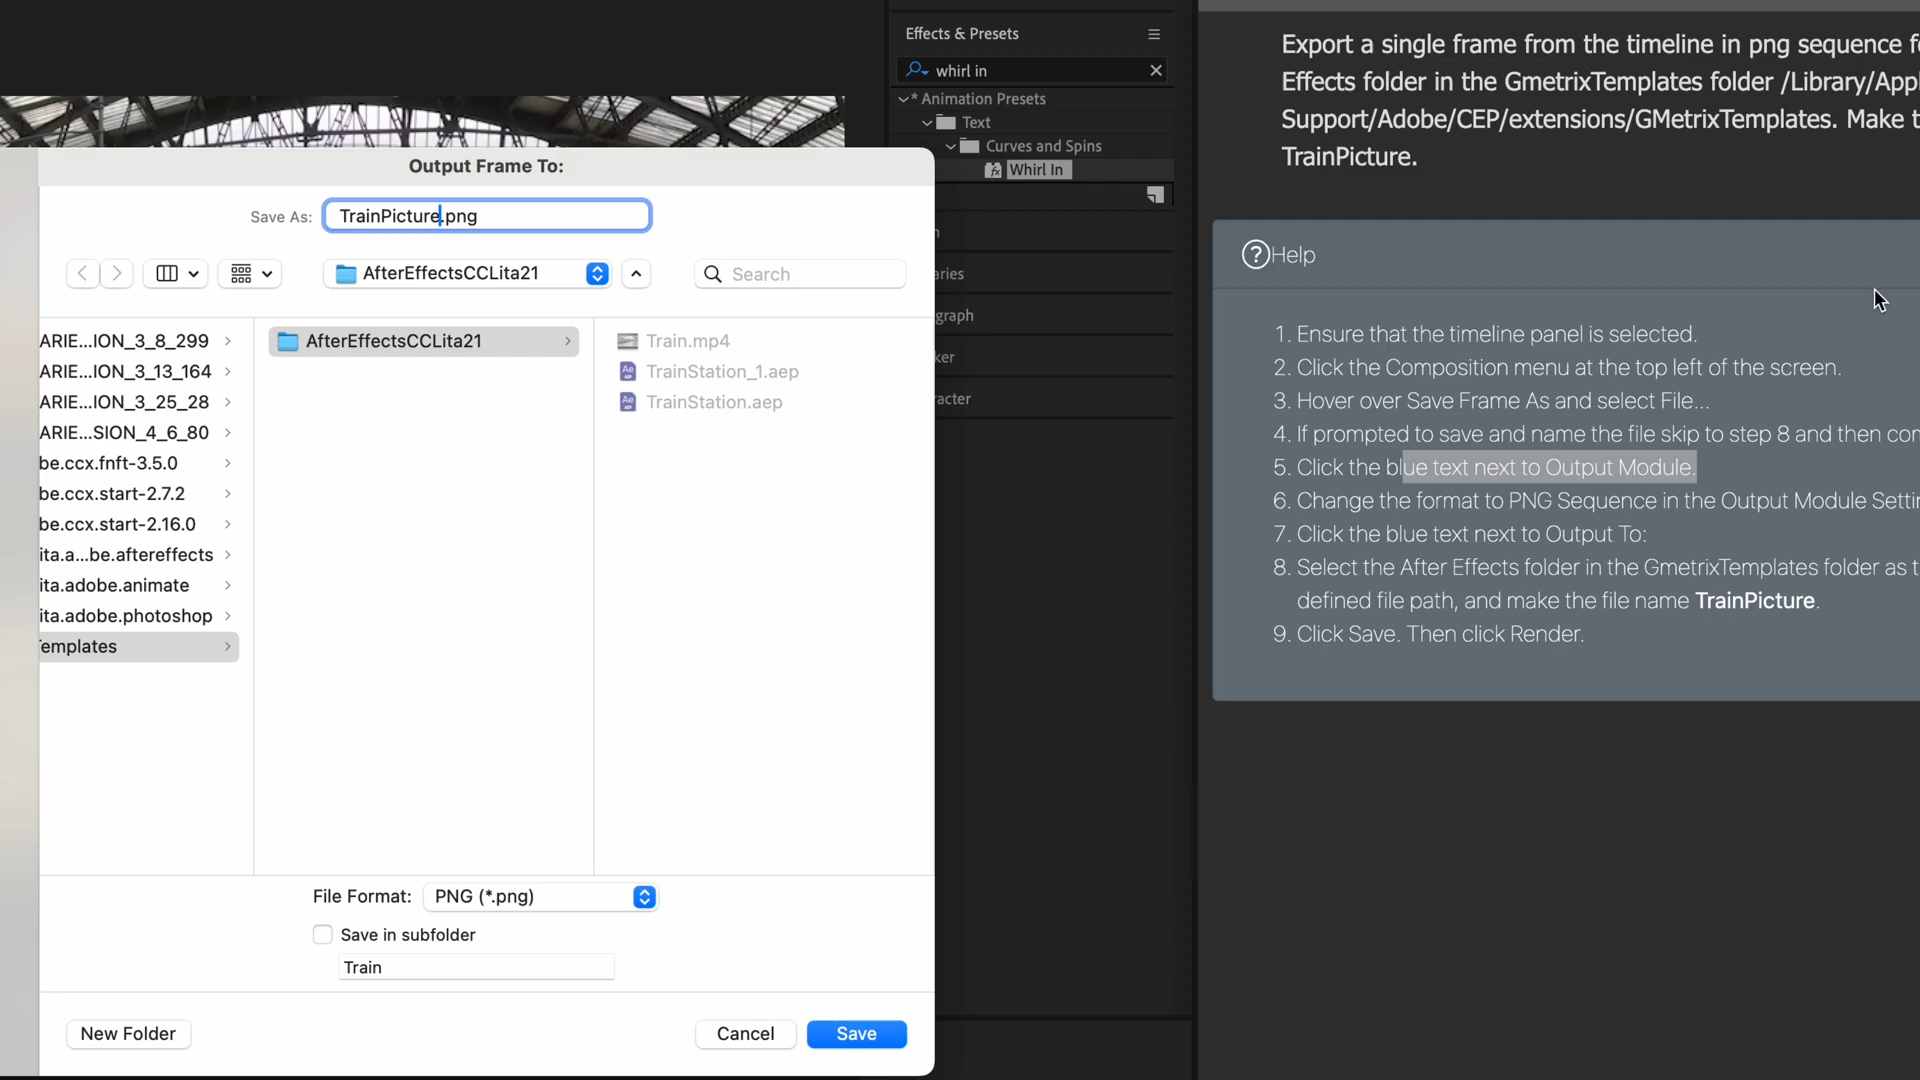 Effects & Presets
whirl in
* Animation Presets
Text
Curves and Spins
Whirl In
Output Frame To:
Save As: TrainPicture.png
AfterEffectsCCLita21
Search
ARIE...ION_3_8_299
ARIE...ION_3_13_164
ARIE...ION_3_25_28
ARIE...SION_4_6_80
be.ccx.fnft-3.5.0
be.ccx.start-2.7.2
be.ccx.start-2.16.0
ita.a...be.aftereffects
ita.adobe.animate
ita.adobe.photoshop
emplates
AfterEffectsCCLita21
Train.mp4
TrainStation_1.aep
TrainStation.aep
aries
graph
ker
racter
File Format: PNG (*.png)
Save in subfolder
Train
New Folder
Cancel
Save
Export a single frame from the timeline in png sequence f
Effects folder in the GmetrixTemplates folder /Library/Appl
Support/Adobe/CEP/extensions/GMetrixTemplates. Make t
TrainPicture.
?Help
1. Ensure that the timeline panel is selected.
2. Click the Composition menu at the top left of the screen.
3. Hover over Save Frame As and select File...
4. If prompted to save and name the file skip to step 8 and then con
5. Click the blue text next to Output Module.
6. Change the format to PNG Sequence in the Output Module Settin
7. Click the blue text next to Output To:
8. Select the After Effects folder in the GmetrixTemplates folder as t
defined file path, and make the file name TrainPicture.
9. Click Save. Then click Render.